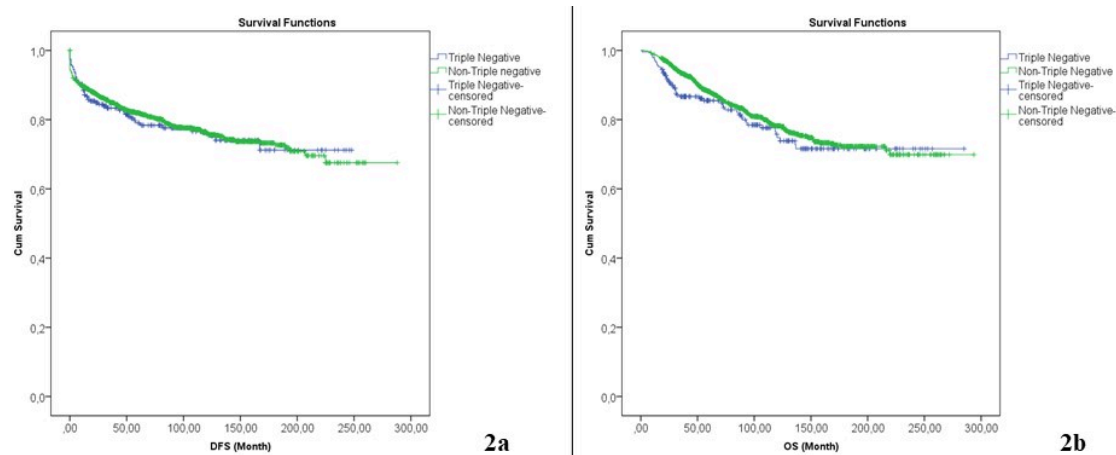 Survival Functions
Triple Negative
Non-Triple negative
Triple Negative-
censored
Non-Triple Negative-
censored
1,0
0,8
0,6
0,4
0,2
0,0
Cum Survival
,00
50,00
100,00
150,00
200,00
250,00
300,00
DFS (Month)
2a
Survival Functions
Triple Negative
Non-Triple Negative
Triple Negative-
censored
Non-Triple Negative-
censored
1,0
0,8
0,6
0,4
0,2
0,0
Cum Survival
,00
50,00
100,00
150,00
200,00
250,00
300,00
OS (Month)
2b